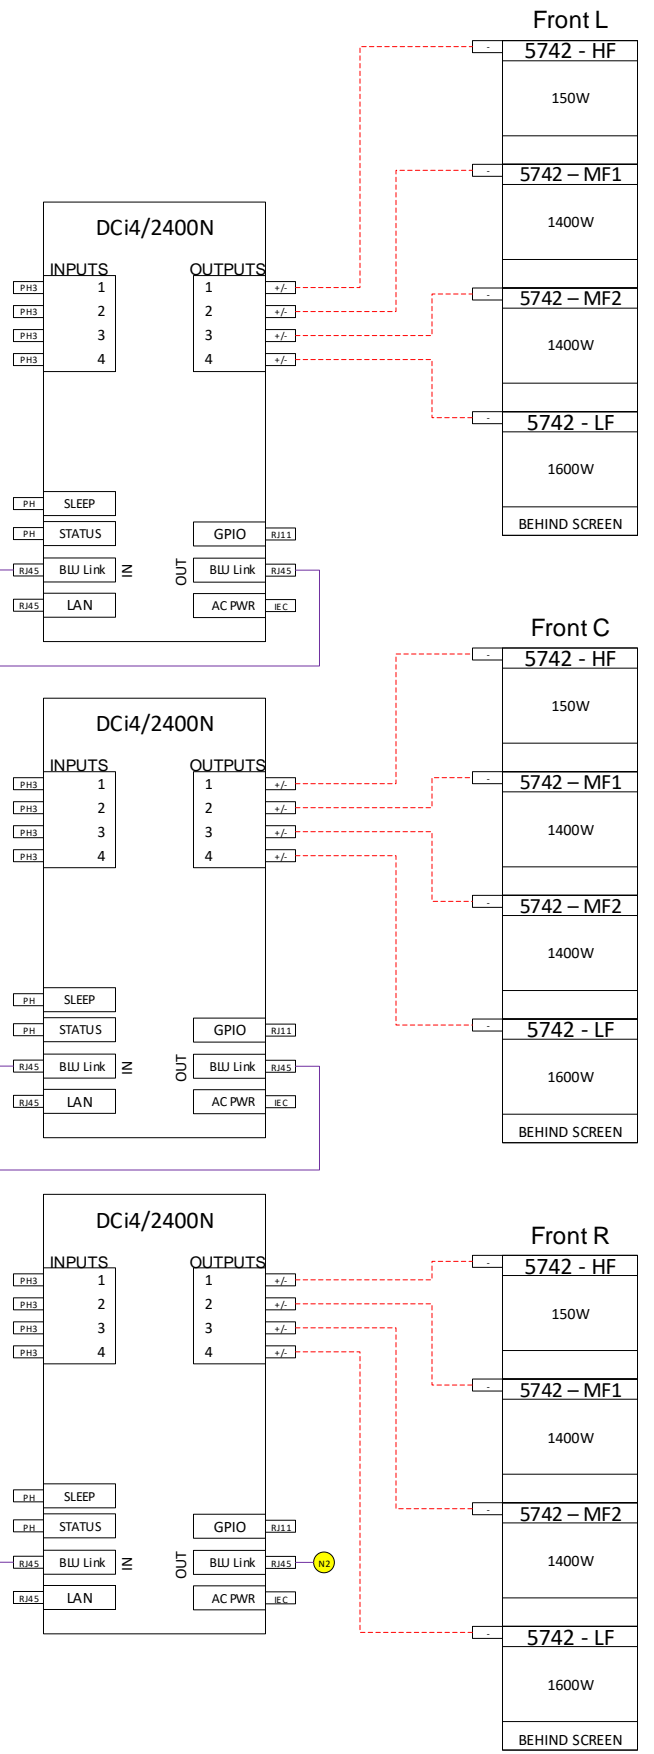 Front L
5742 - HF
-
150W
5742 – MF1
-
1400W
DCi4/2400N
INPUTS OUTPUTS
PH3 1 1 +/-
PH3 2 2 +/-
PH3 3 3 +/-
PH3 4 4 +/-
- 5742 – MF2
1400W
- 5742 - LF
1600W
BEHIND SCREEN
PH SLEEP
PH STATUS GPIO RJ11
RJ45 BLU Link IN OUT BLU Link RJ45
RJ45 LAN AC PWR IEC
Front C
- 5742 - HF
150W
DCi4/2400N
INPUTS OUTPUTS
PH3 1 1 +/-
PH3 2 2 +/-
PH3 3 3 +/-
PH3 4 4 +/-
- 5742 – MF1
1400W
- 5742 – MF2
1400W
- 5742 - LF
1600W
BEHIND SCREEN
PH SLEEP
PH STATUS GPIO RJ11
RJ45 BLU Link IN OUT BLU Link RJ45
RJ45 LAN AC PWR IEC
DCi4/2400N
INPUTS OUTPUTS
PH3 1 1 +/-
PH3 2 2 +/-
PH3 3 3 +/-
PH3 4 4 +/-
Front R
- 5742 - HF
150W
- 5742 – MF1
1400W
- 5742 – MF2
1400W
- 5742 - LF
1600W
BEHIND SCREEN
PH SLEEP
PH STATUS GPIO RJ11
RJ45 BLU Link IN OUT BLU Link RJ45 N2
RJ45 LAN AC PWR IEC